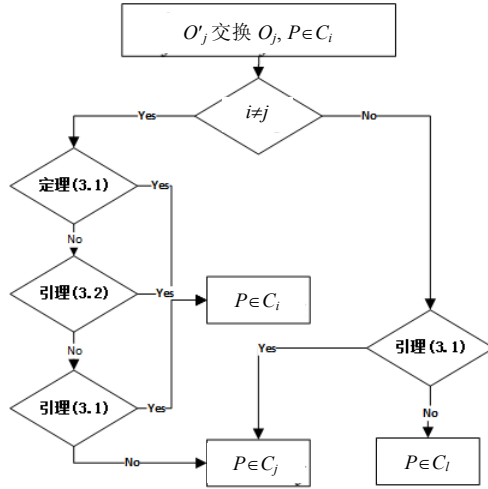 O'j 交换 Oj, P∈Ci
i≠j
Yes
No
定理(3.1)
Yes
No
引理(3.2)
Yes
P∈Ci
No
引理(3.1)
Yes
引理(3.1)
Yes
No
No
P∈Cj
P∈Cl